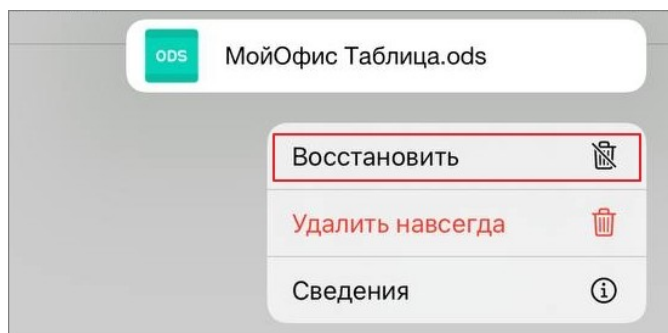 ODS
МойОфис Таблица.ods
Восстановить
Удалить навсегда
Сведения